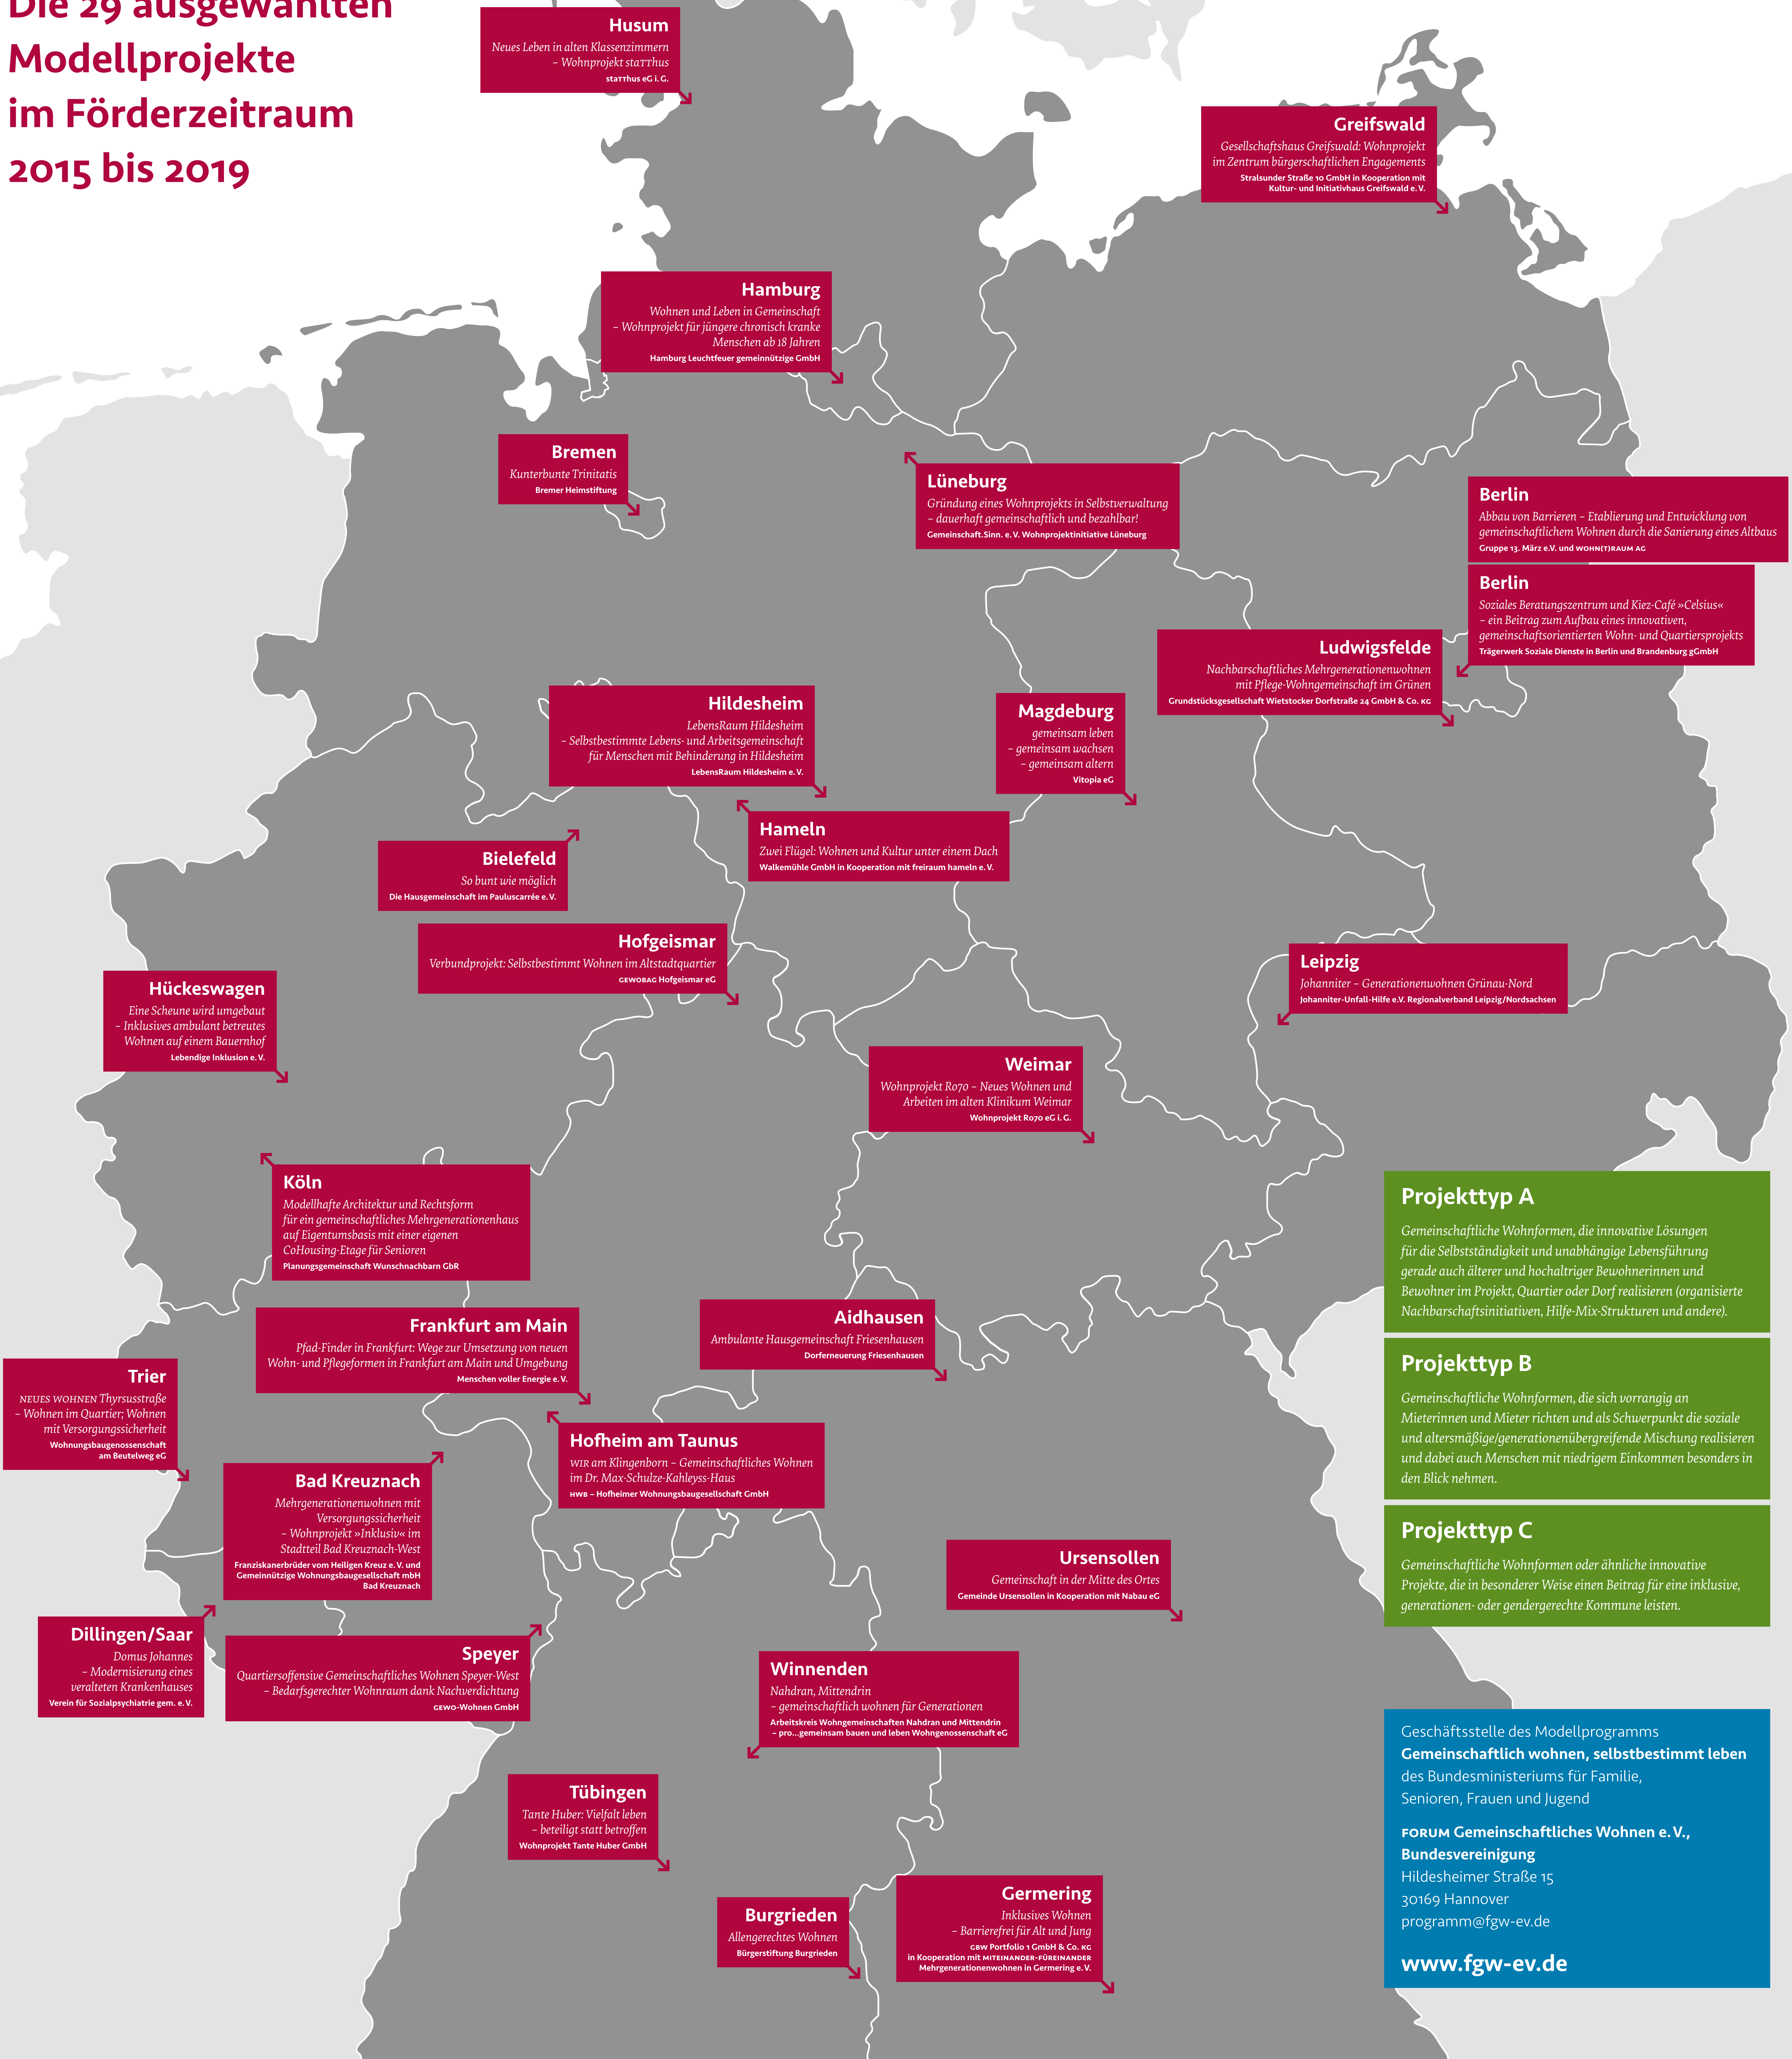 Die 29 ausgewählten
Modellprojekte
im Förderzeitraum
2015 bis 2019
Husum
Neues Leben in alten Klassenzimmern
– Wohnprojekt staTThus
staTThus eG i. G.
Greifswald
Gesellschaftshaus Greifswald: Wohnprojekt
im Zentrum bürgerschaftlichen Engagements
Stralsunder Straße 10 GmbH in Kooperation mit
Kultur- und Initiativhaus Greifswald e. V.
Hamburg
Wohnen und Leben in Gemeinschaft
– Wohnprojekt für jüngere chronisch kranke
Menschen ab 18 Jahren
Hamburg Leuchtfeuer gemeinnützige GmbH
Bremen
Kunterbunte Trinitatis
Bremer Heimstiftung
Lüneburg
Gründung eines Wohnprojekts in Selbstverwaltung
– dauerhaft gemeinschaftlich und bezahlbar!
Gemeinschaft.Sinn. e. V. Wohnprojektinitiative Lüneburg
Berlin
Abbau von Barrieren – Etablierung und Entwicklung von
gemeinschaftlichem Wohnen durch die Sanierung eines Altbaus
Gruppe 13. März e.V. und WOHN(T)RAUM AG
Berlin
Soziales Beratungszentrum und Kiez-Café »Celsius«
– ein Beitrag zum Aufbau eines innovativen,
gemeinschaftsorientierten Wohn- und Quartiersprojekts
Trägerwerk Soziale Dienste in Berlin und Brandenburg gGmbH
Ludwigsfelde
Nachbarschaftliches Mehrgenerationenwohnen
mit Pflege-Wohngemeinschaft im Grünen
Grundstücksgesellschaft Wietstocker Dorfstraße 24 GmbH & Co. KG
Hildesheim
LebensRaum Hildesheim
– Selbstbestimmte Lebens- und Arbeitsgemeinschaft
für Menschen mit Behinderung in Hildesheim
LebensRaum Hildesheim e. V.
Magdeburg
gemeinsam leben
– gemeinsam wachsen
– gemeinsam altern
Vitopia eG
Hameln
Zwei Flügel: Wohnen und Kultur unter einem Dach
Walkemühle GmbH in Kooperation mit freiraum hameln e. V.
Bielefeld
So bunt wie möglich
Die Hausgemeinschaft im Pauluscarrée e. V.
Hofgeismar
Verbundprojekt: Selbstbestimmt Wohnen im Altstadtquartier
GEWOBAG Hofgeismar eG
Leipzig
Johanniter – Generationenwohnen Grünau-Nord
Johanniter-Unfall-Hilfe e.V. Regionalverband Leipzig/Nordsachsen
Hückeswagen
Eine Scheune wird umgebaut
– Inklusives ambulant betreutes
Wohnen auf einem Bauernhof
Lebendige Inklusion e. V.
Weimar
Wohnprojekt Ro70 – Neues Wohnen und
Arbeiten im alten Klinikum Weimar
Wohnprojekt Ro70 eG i. G.
Köln
Modellhafte Architektur und Rechtsform
für ein gemeinschaftliches Mehrgenerationenhaus
auf Eigentumsbasis mit einer eigenen
CoHousing-Etage für Senioren
Planungsgemeinschaft Wunschnachbarn GbR
Projekttyp A
Gemeinschaftliche Wohnformen, die innovative Lösungen
für die Selbstständigkeit und unabhängige Lebensführung
gerade auch älterer und hochaltriger Bewohnerinnen und
Bewohner im Projekt, Quartier oder Dorf realisieren (organisierte
Nachbarschaftsinitiativen, Hilfe-Mix-Strukturen und andere).
Frankfurt am Main
Pfad-Finder in Frankfurt: Wege zur Umsetzung von neuen
Wohn- und Pflegeformen in Frankfurt am Main und Umgebung
Menschen voller Energie e. V.
Aidhausen
Ambulante Hausgemeinschaft Friesenhausen
Dorferneuerung Friesenhausen
Projekttyp B
Gemeinschaftliche Wohnformen, die sich vorrangig an
Mieterinnen und Mieter richten und als Schwerpunkt die soziale
und altersmäßige/generationenübergreifende Mischung realisieren
und dabei auch Menschen mit niedrigem Einkommen besonders in
den Blick nehmen.
Trier
NEUES WOHNEN Thyrsusstraße
– Wohnen im Quartier; Wohnen
mit Versorgungssicherheit
Wohnungsbaugenossenschaft
am Beutelweg eG
Hofheim am Taunus
WIR am Klingenborn – Gemeinschaftliches Wohnen
im Dr. Max-Schulze-Kahleyss-Haus
HWB – Hofheimer Wohnungsbaugesellschaft GmbH
Bad Kreuznach
Mehrgenerationenwohnen mit
Versorgungssicherheit
– Wohnprojekt »Inklusiv« im
Stadtteil Bad Kreuznach-West
Franziskanerbrüder vom Heiligen Kreuz e. V. und
Gemeinnützige Wohnungsbaugesellschaft mbH
Bad Kreuznach
Projekttyp C
Gemeinschaftliche Wohnformen oder ähnliche innovative
Projekte, die in besonderer Weise einen Beitrag für eine inklusive,
generationen- oder gendergerechte Kommune leisten.
Ursensollen
Gemeinschaft in der Mitte des Ortes
Gemeinde Ursensollen in Kooperation mit Nabau eG
Dillingen/Saar
Domus Johannes
– Modernisierung eines
veralteten Krankenhauses
Verein für Sozialpsychiatrie gem. e. V.
Speyer
Quartiersoffensive Gemeinschaftliches Wohnen Speyer-West
– Bedarfsgerechter Wohnraum dank Nachverdichtung
GEWO-Wohnen GmbH
Winnenden
Nahdran, Mittendrin
– gemeinschaftlich wohnen für Generationen
Arbeitskreis Wohngemeinschaften Nahdran und Mittendrin
– pro...gemeinsam bauen und leben Wohngenossenschaft eG
Tübingen
Tante Huber: Vielfalt leben
– beteiligt statt betroffen
Wohnprojekt Tante Huber GmbH
Burgrieden
Allengerechtes Wohnen
Bürgerstiftung Burgrieden
Germering
Inklusives Wohnen
– Barrierefrei für Alt und Jung
GBW Portfolio 1 GmbH & Co. KG
in Kooperation mit MITEINANDER-FÜREINANDER
Mehrgenerationenwohnen in Germering e. V.
Geschäftsstelle des Modellprogramms
Gemeinschaftlich wohnen, selbstbestimmt leben
des Bundesministeriums für Familie,
Senioren, Frauen und Jugend
FORUM Gemeinschaftliches Wohnen e. V.,
Bundesvereinigung
Hildesheimer Straße 15
30169 Hannover
programm@fgw-ev.de
www.fgw-ev.de